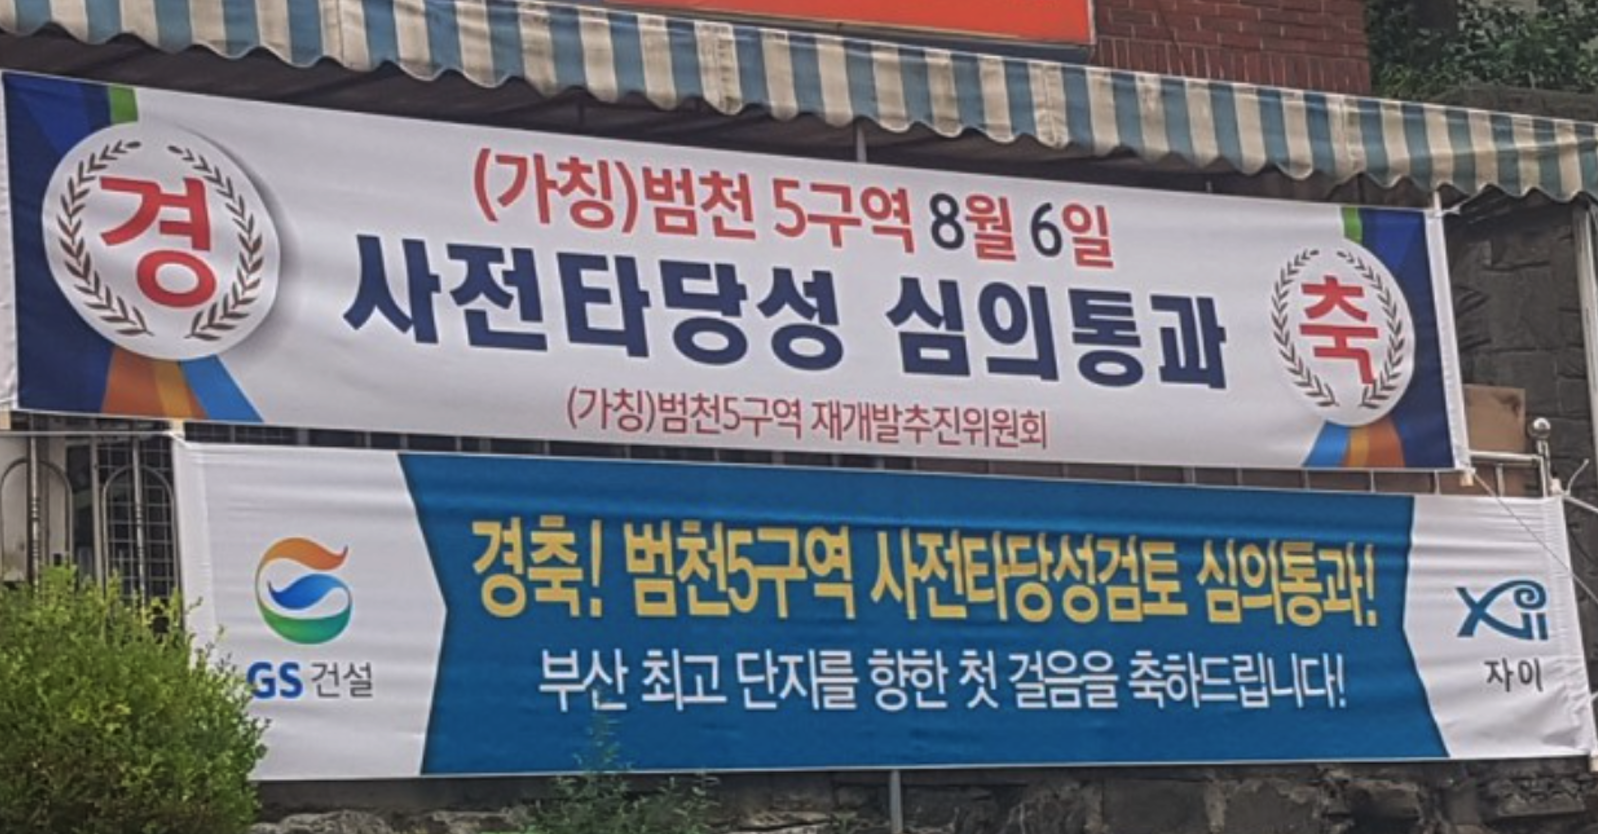 경
(가칭)범천 5구역 8월 6일
사전타당성 심의통과
축
(가칭)범천5구역 재개발추진위원회
경축! 범천5구역 사전타당성검토 심의통과!
부산 최고 단지를 향한 첫 걸음을 축하드립니다!
GS 건설
Xi
자이